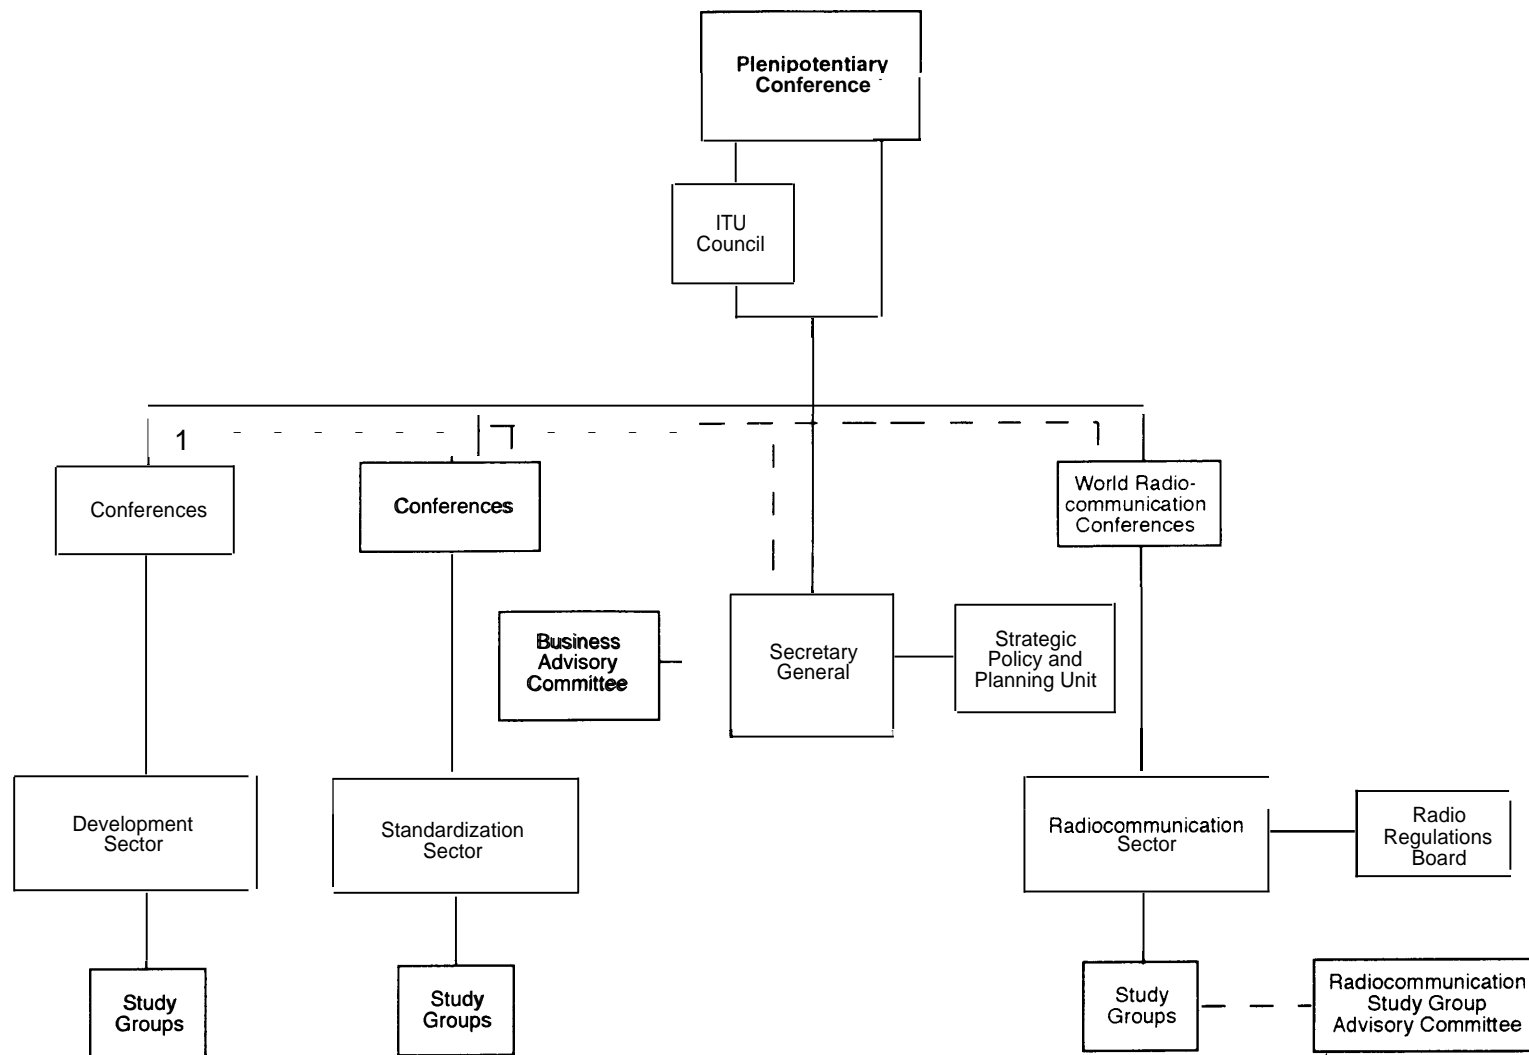 Plenipotentiary
Conference
ITU
Council
1
Conferences
Conferences
World Radio-
communication
Conferences
Business
Advisory
Committee
Secretary
General
Strategic
Policy and
Planning Unit
Development
Sector
Standardization
Sector
Radiocommunication
Sector
Radio
Regulations
Board
Study
Groups
Study
Groups
Study
Groups
Radiocommunication
Study Group
Advisory Committee